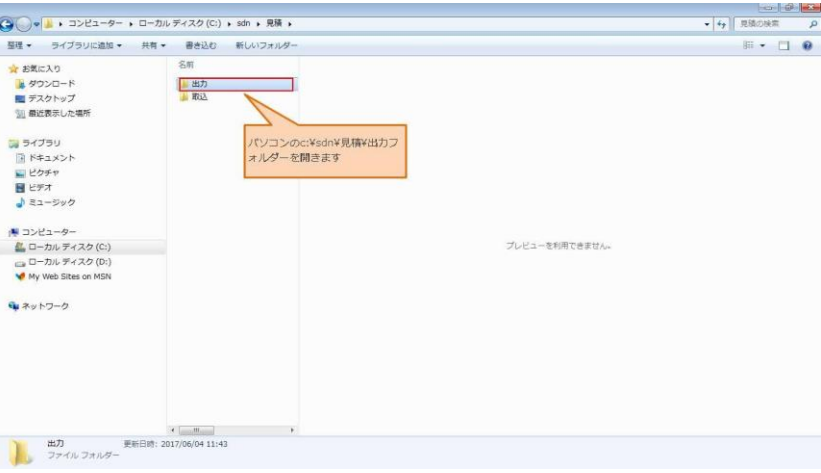 コンピューター ▸ ローカル ディスク (C:) ▸ sdn ▸ 見積 ▸
見積の検索
整理 ライブラリに追加 共有 書き込む 新しいフォルダー
お気に入り
ダウンロード
デスクトップ
最近表示した場所
ライブラリ
ドキュメント
ピクチャ
ビデオ
ミュージック
コンピューター
ローカル ディスク (C:)
ローカル ディスク (D:)
My Web Sites on MSN
ネットワーク
名前
出力
取込
パソコンのc:¥sdn¥見積¥出力フ
ォルダーを開きます
プレビューを利用できません。
出力 更新日時: 2017/06/04 11:43
ファイル フォルダー